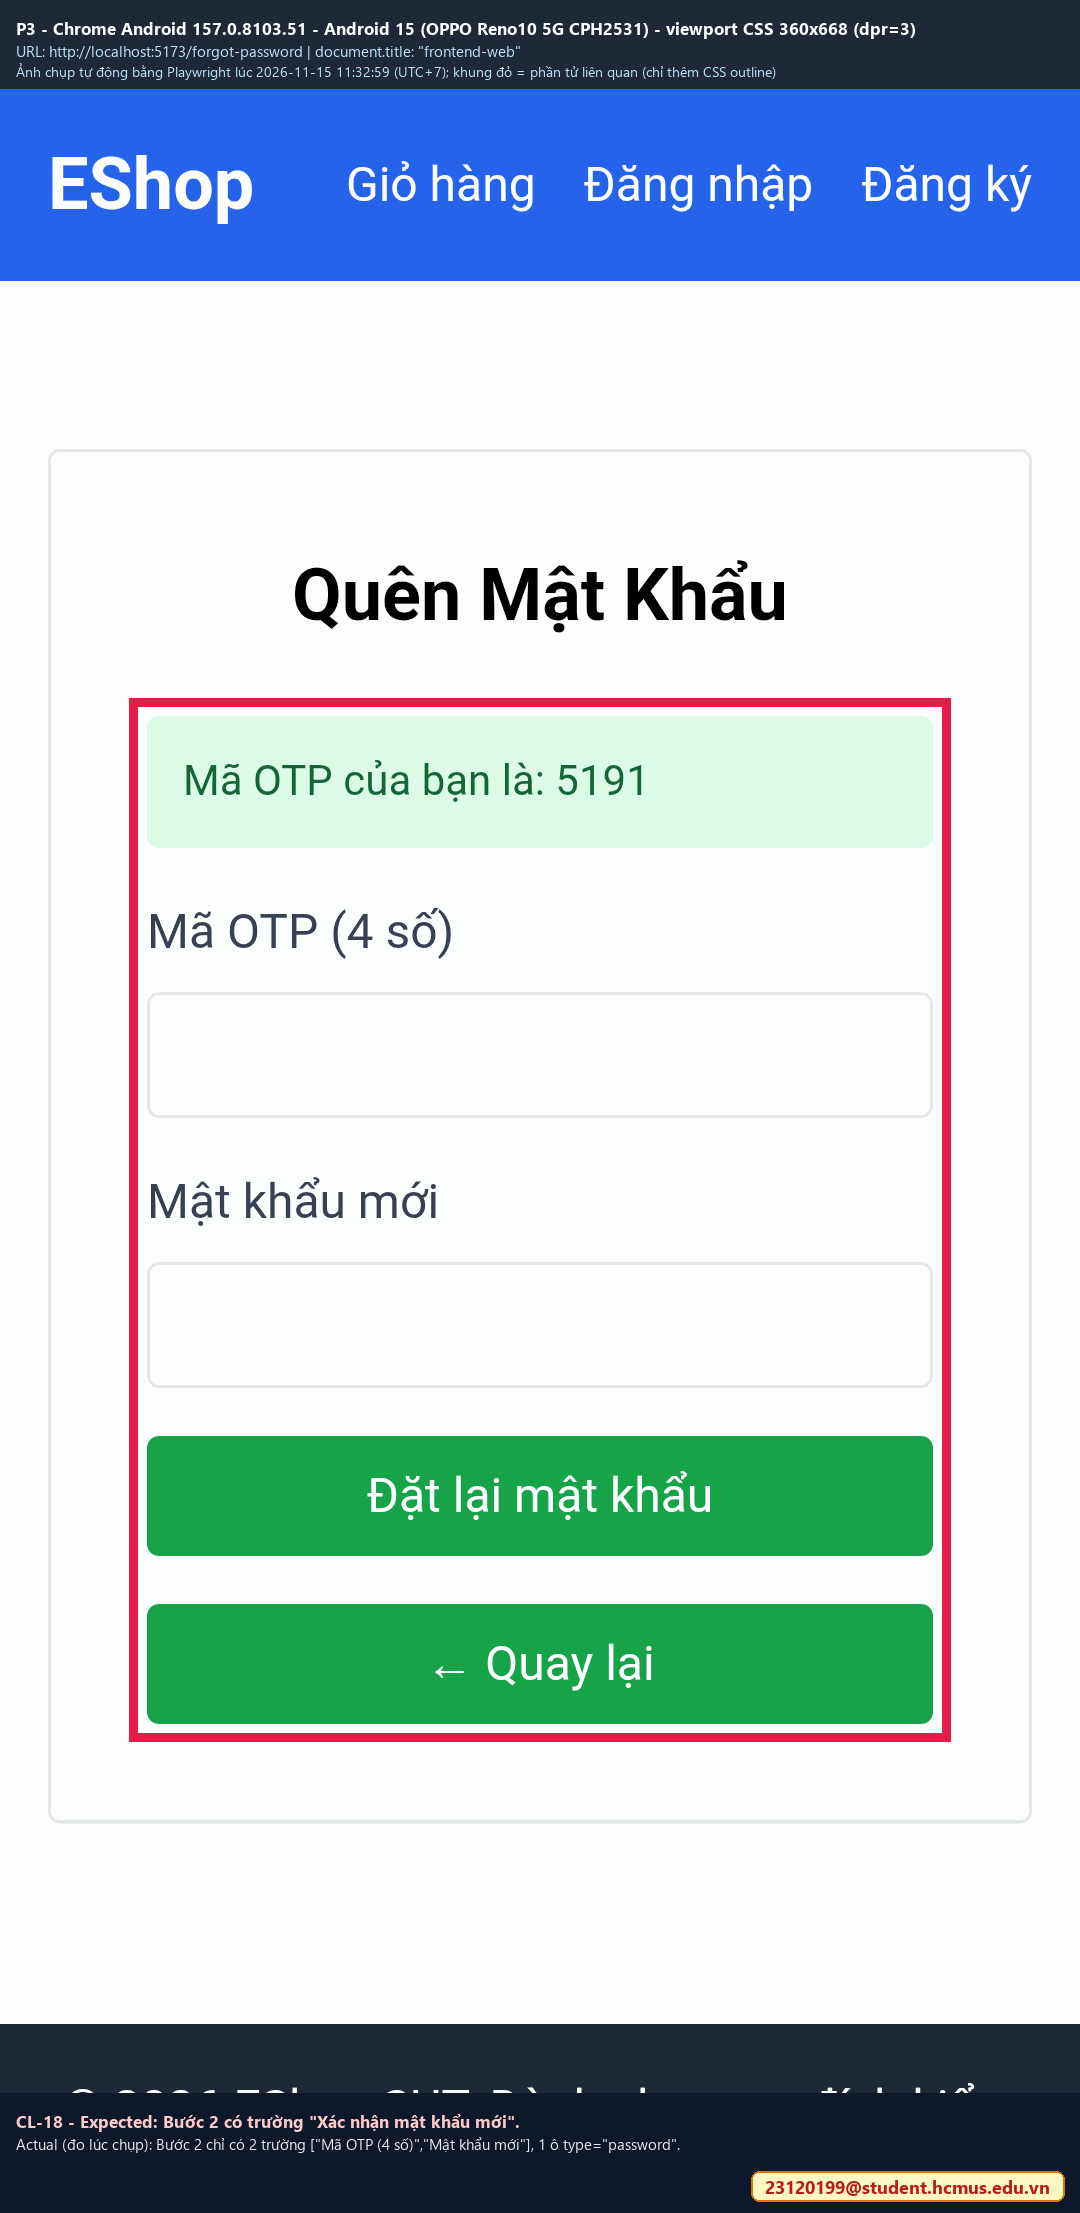 P3 - Chrome Android 157.0.8103.51 - Android 15 (OPPO Reno10 5G CPH2531) - viewport CSS 360x668 (dpr=3)
URL: http://localhost:5173/forgot-password | document.title: "frontend-web"
Ảnh chụp tự động bằng Playwright lúc 2026-11-15 11:32:59 (UTC+7); khung đỏ = phần tử liên quan (chỉ thêm CSS outline)
EShop Giỏ hàng Đăng nhập Đăng ký
Quên Mật Khẩu
Mã OTP của bạn là: 5191
Mã OTP (4 số)
Mật khẩu mới
Đặt lại mật khẩu
← Quay lại
CL-18 - Expected: Bước 2 có trường "Xác nhận mật khẩu mới".
Actual (đo lúc chụp): Bước 2 chỉ có 2 trường ["Mã OTP (4 số)","Mật khẩu mới"], 1 ô type="password".
23120199@student.hcmus.edu.vn